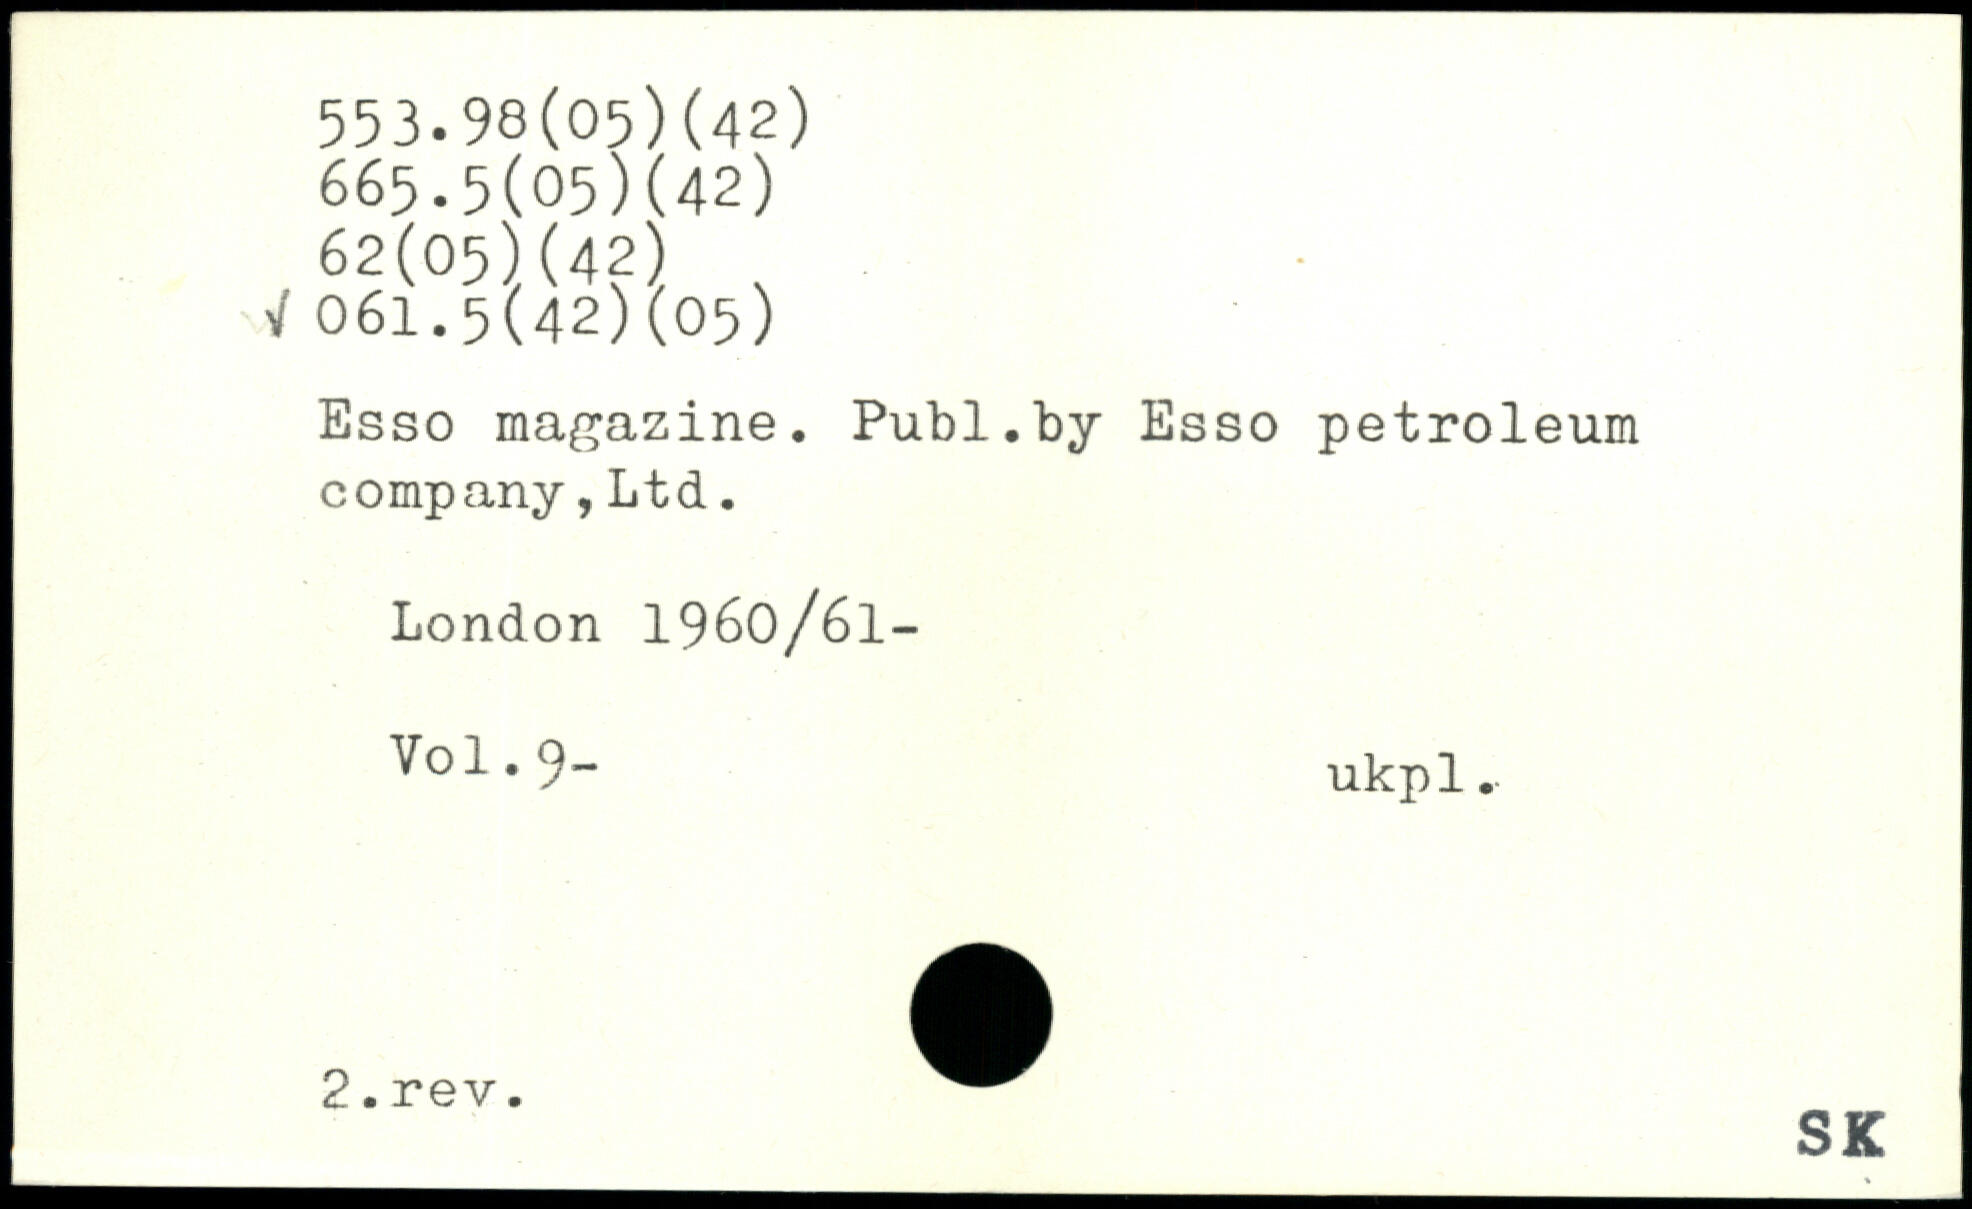 553.98(05)(42)
665.5(05)(42)
62(05)(42)
√ 061.5(42)(05)
Esso magazine. Publ.by Esso petroleum
company,Ltd.
London 1960/61-
Vol.9-
ukpl.
2.rev.
SK